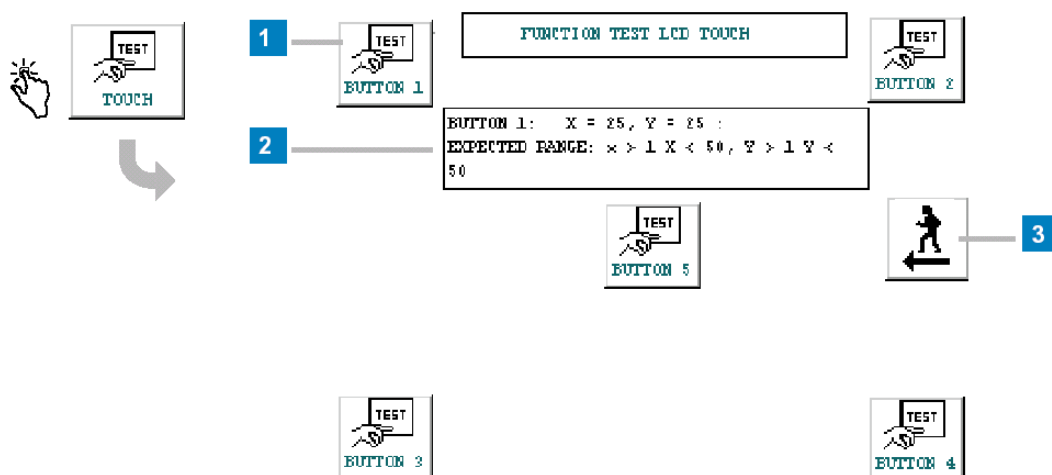 TEST
TOUCH
1
TEST
BUTTON 1
FUNCTION TEST LCD TOUCH
TEST
BUTTON 2
2
BUTTON 1: X = 25, Y = 25 :
EXPECTED RANGE: x > 1 X < 50, Y > 1 Y <
50
TEST
BUTTON 5
3
TEST
BUTTON 3
TEST
BUTTON 4